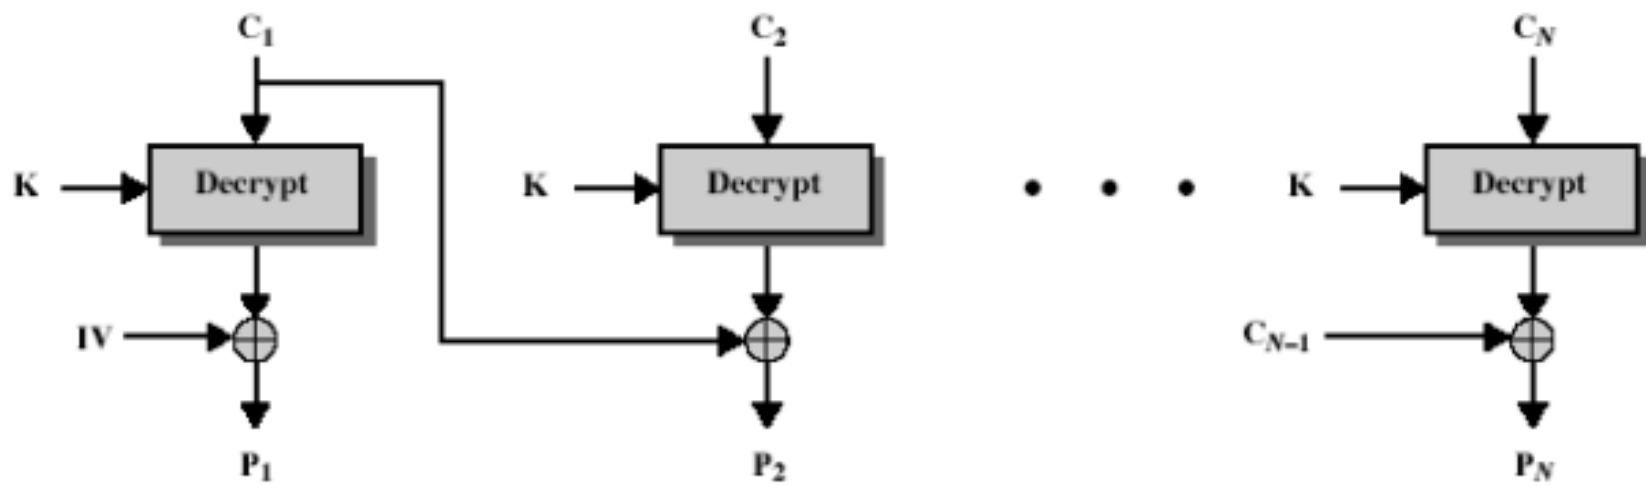 C1 C2 CN
K Decrypt K Decrypt • • • K Decrypt
IV CN–1
P1 P2 PN